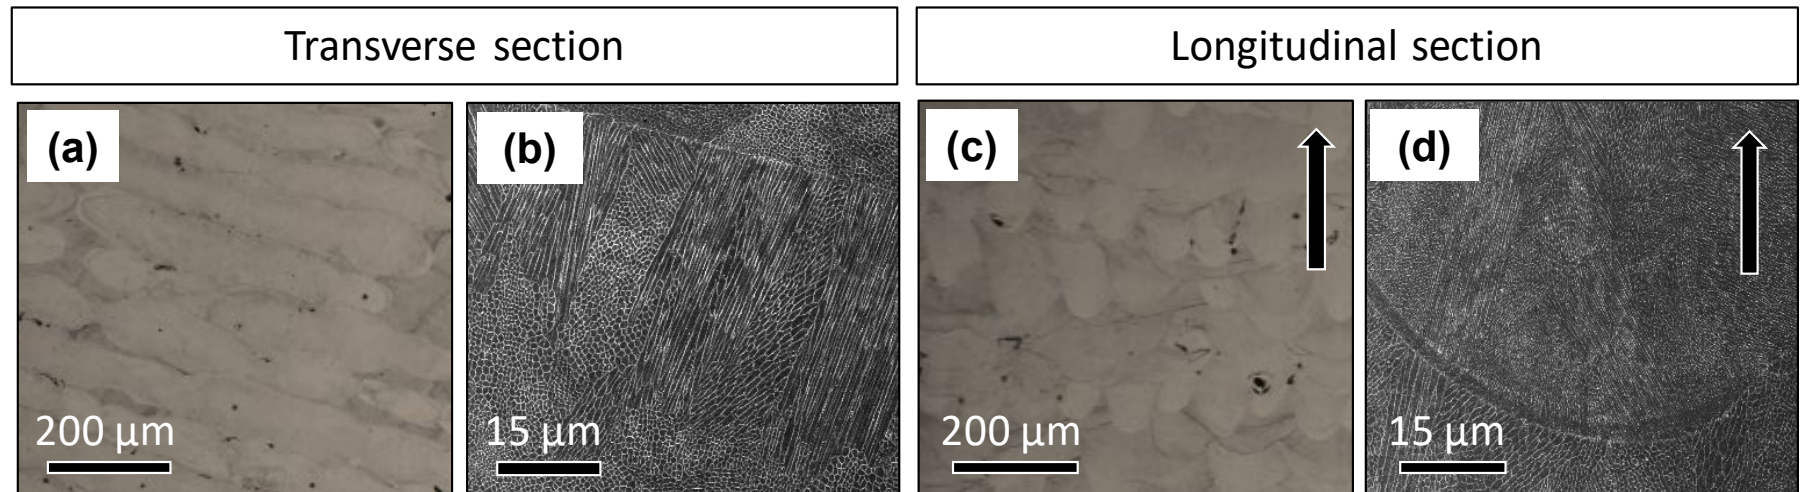 Transverse section
Longitudinal section
(a)
(b)
(c)
(d)
200 µm
15 µm
200 µm
15 µm